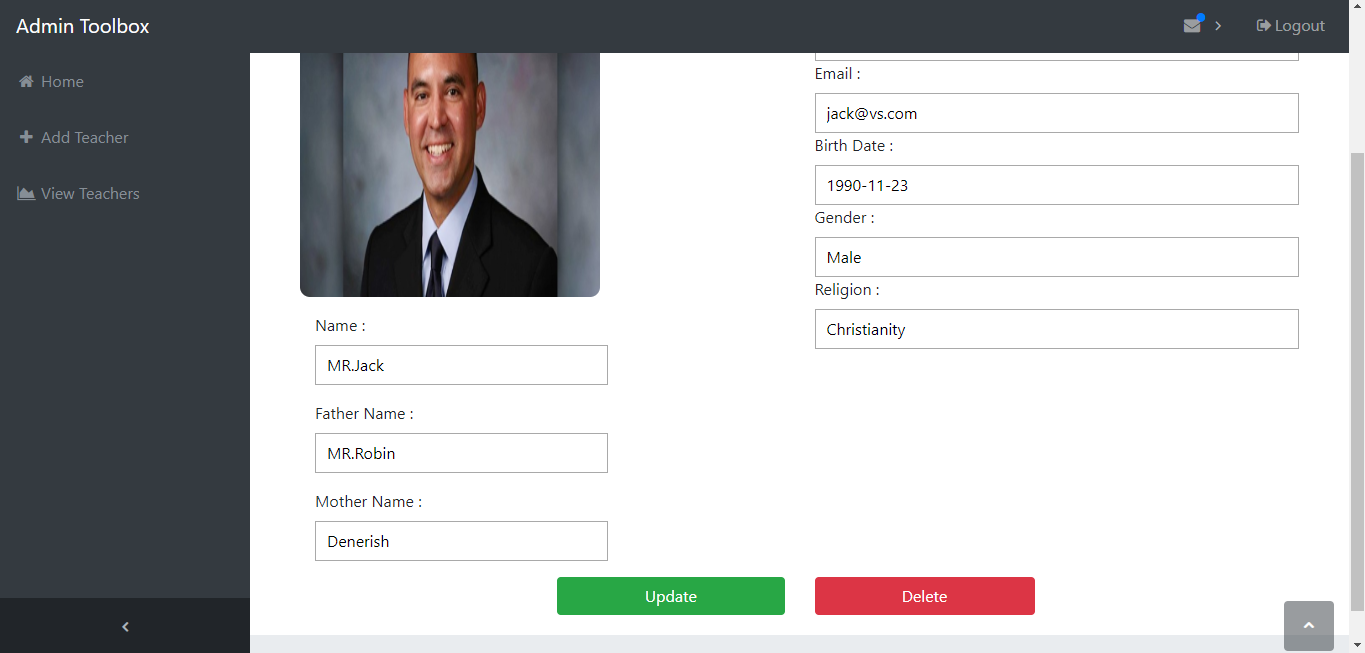 Admin Toolbox
Logout
Home
Add Teacher
View Teachers
Name :
MR.Jack
Father Name :
MR.Robin
Mother Name :
Denerish
Email :
jack@vs.com
Birth Date :
1990-11-23
Gender :
Male
Religion :
Christianity
Update
Delete